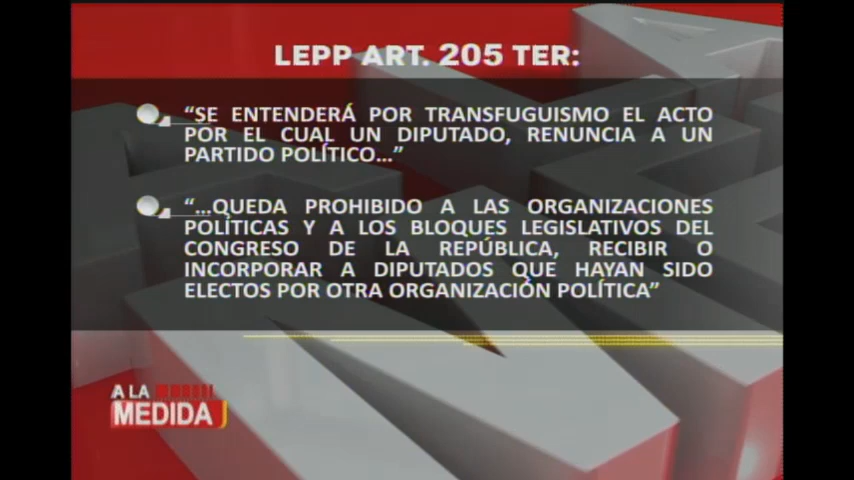 LEPP ART. 205 TER:
“SE ENTENDERÁ POR TRANSFUGUISMO EL ACTO
POR EL CUAL UN DIPUTADO, RENUNCIA A UN
PARTIDO POLÍTICO...”
“...QUEDA PROHIBIDO A LAS ORGANIZACIONES
POLÍTICAS Y A LOS BLOQUES LEGISLATIVOS DEL
CONGRESO DE LA REPÚBLICA, RECIBIR O
INCORPORAR A DIPUTADOS QUE HAYAN SIDO
ELECTOS POR OTRA ORGANIZACIÓN POLÍTICA”
A LA
MEDIDA